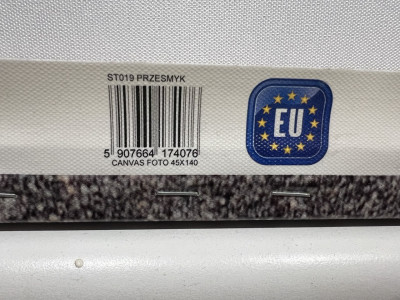 ST019 PRZESMYK
5 907664 174076
CANVAS FOTO 45X140
EU